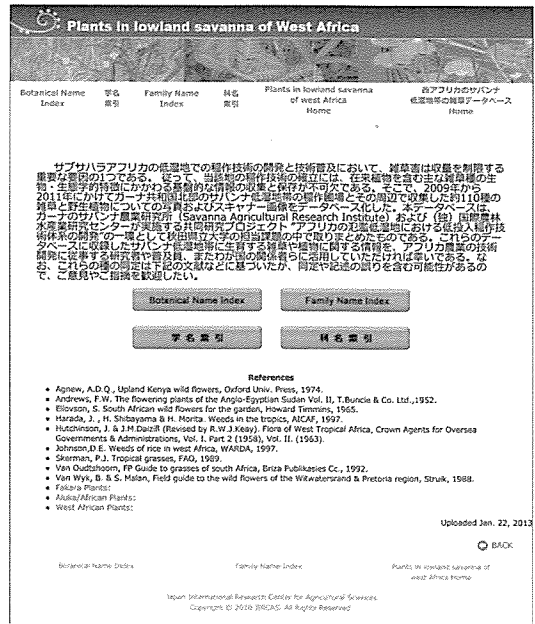 Plants in lowland savanna of West Africa
Botanical Name Index
学名 索引
Family Name Index
科名 索引
Plants in lowland savanna of west Africa Home
西アフリカのサバンナ 低湿地帯の雑草データベース Home
サブサハラアフリカの低湿地での稲作技術の開発と技術普及において、雑草害は収量を制限する
重要な要因の1つである。従って、当該地の稲作技術の確立には、在来植物を含む主な雑草種の生
物・生態学的特徴にかかわる基盤的な情報の収集と保存が不可欠である。そこで、2009年から
2011年にかけてガーナ共和国北部のサバンナ低湿地帯の稲作圃場とその周辺で収集した約110種の
雑草と野生植物についての写真およびスキャナー画像をデータベース化した。本データベースは、
ガーナのサバンナ農業研究所（Savanna Agricultural Research Institute）および（独）国際農林
水産業研究センターが実施する共同研究プロジェクト"アフリカの氾濫低湿地における低投入稲作技
術体系の開発"の一環として秋田県立大学の担当課題の中で取りまとめたものである。これらのデー
タベースに収録したサバンナ低湿地帯に生育する雑草や植物に関する情報を、アフリカ農業の技術
開発に従事する研究者や普及員、またわが国の関係者らに活用していただければ幸いである。な
お、これらの種の同定は下記の文献などに基づいたが、同定や記述の誤りを含む可能性があるの
で、ご意見やご指摘を歓迎したい。
Botanical Name Index
Family Name Index
学 名 索 引
科 名 索 引
References
• Agnew, A.D.Q., Upland Kenya wild flowers, Oxford Univ. Press, 1974.
• Andrews, F.W. The flowering plants of the Anglo-Egyptian Sudan Vol. II, T.Buncle & Co. Ltd.,1952.
• Eliovson, S. South African wild flowers for the garden, Howard Timmins, 1965.
• Harada, J. , H. Shibayama & H. Morita. Weeds in the tropics, AICAF, 1997.
• Hutchinson, J. & J.M.Dalziel (Revised by R.W.J.Keay). Flore of West Tropical Africa, Crown Agents for Oversea
Governments & Administrations, Vol. I. Part 2 (1958), Vol. II. (1963).
• Johnson,D.E. Weeds of rice in west Africa, WARDA, 1997.
• Skerman, P.J. Tropical grasses, FAO, 1989.
• Van Oudtshoorn, FP Guide to grasses of south Africa, Briza Publikasies Cc., 1992.
• Van Wyk, B. & S. Malan, Field guide to the wild flowers of the Witwatersrand & Pretoria region, Struik, 1988.
• Fakara Plants:
• Aluka/African Plants:
• West African Plants:
Uploaded Jan. 22, 2013
BACK
Botanical Name Index
Family Name Index
Plants in lowland savanna of west Africa Home
Japan International Research Center for Agricultural Sciences
Copyright © 2010 JIRCAS. All Rights Reserved